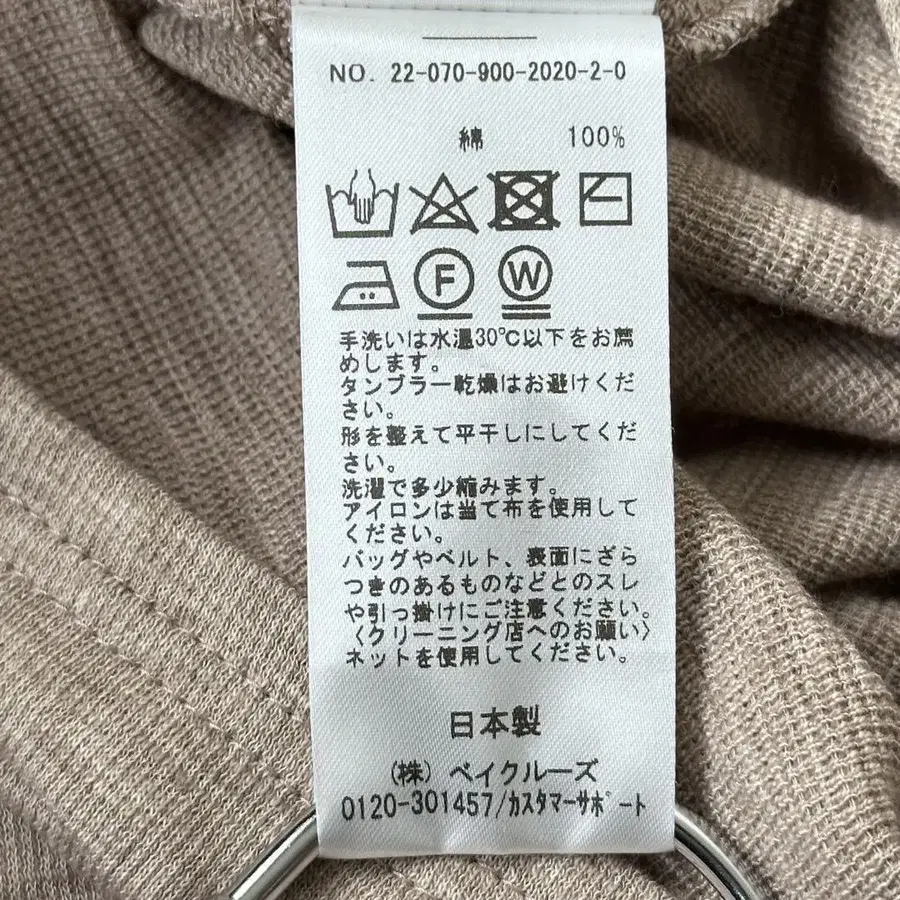 NO. 22-070-900-2020-2-0
綿 100%
F W
手洗いは水温30℃以下をお薦
めします。
タンブラー乾燥はお避けくだ
さい。
形を整えて平干しにしてくだ
さい。
洗濯で多少縮みます。
アイロンは当て布を使用して
ください。
バッグやベルト、表面にざら
つきのあるものなどとのスレ
や引っ掛けにご注意ください。
〈クリーニング店へのお願い〉
ネットを使用してください。
日本製
(株) ベイクルーズ
0120-301457/カスタマーサポート